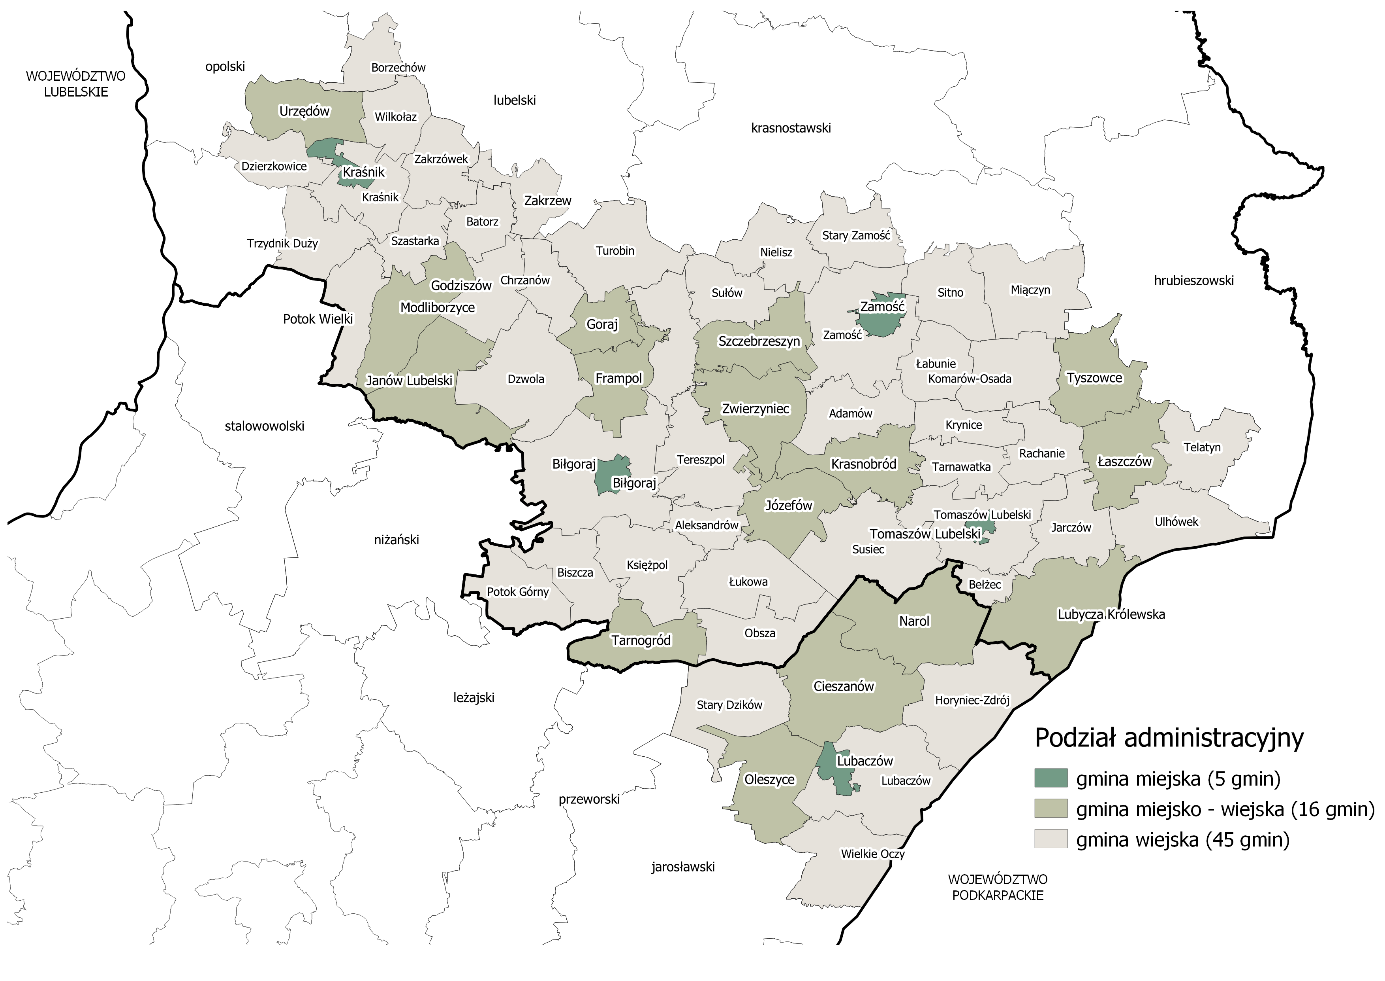 opolski
Borzechów
WOJEWÓDZTWO
LUBELSKIE
lubelski
Urzędów
Wilkołaz
krasnostawski
Dzierzkowice
Zakrzówek
Kraśnik
Kraśnik
Zakrzew
Batorz
Trzydnik Duży
Szastarka
Turobin
Nielisz
Stary Zamość
Godziszów
Chrzanów
hrubieszowski
Sułów
Sitno
Miączyn
Modliborzyce
Zamość
Potok Wielki
Goraj
Szczebrzeszyn
Zamość
Łabunie
Janów Lubelski
Dzwola
Frampol
Komarów-Osada
Tyszowce
Zwierzyniec
Adamów
stalowowolski
Krynice
Telatyn
Biłgoraj
Tereszpol
Krasnobród
Tarnawatka
Rachanie
Łaszczów
Biłgoraj
Józefów
Tomaszów Lubelski
Aleksandrów
Jarczów
Ulhówek
niżański
Tomaszów Lubelski
Susiec
Księżpol
Biszcza
Łukowa
Bełżec
Potok Górny
Lubycza Królewska
Narol
Obsza
Tarnogród
Cieszanów
leżajski
Stary Dzików
Horyniec-Zdrój
Podział administracyjny
Lubaczów
Oleszyce
Lubaczów
gmina miejska (5 gmin)
przeworski
gmina miejsko - wiejska (16 gmin)
gmina wiejska (45 gmin)
Wielkie Oczy
jarosławski
WOJEWÓDZTWO
PODKARPACKIE